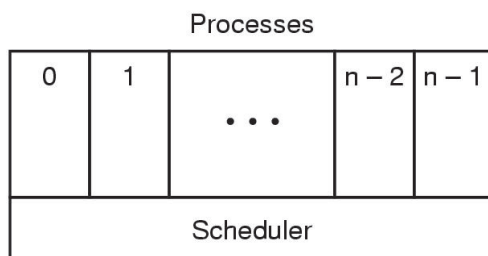 Processes
0 1 • • • n – 2 n – 1
Scheduler